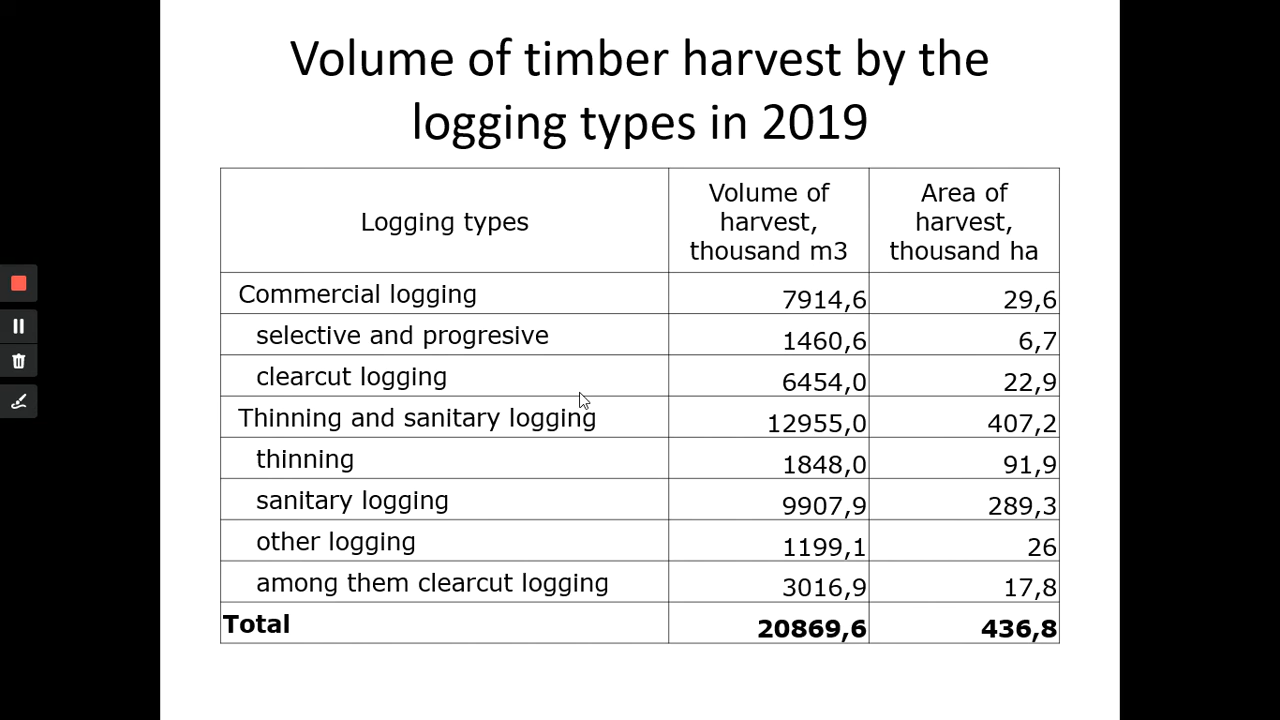 Volume of timber harvest by the
logging types in 2019
Logging types
Volume of
harvest,
thousand m3
Area of
harvest,
thousand ha
Commercial logging 7914,6 29,6
selective and progresive 1460,6 6,7
clearcut logging 6454,0 22,9
Thinning and sanitary logging 12955,0 407,2
thinning 1848,0 91,9
sanitary logging 9907,9 289,3
other logging 1199,1 26
among them clearcut logging 3016,9 17,8
Total 20869,6 436,8